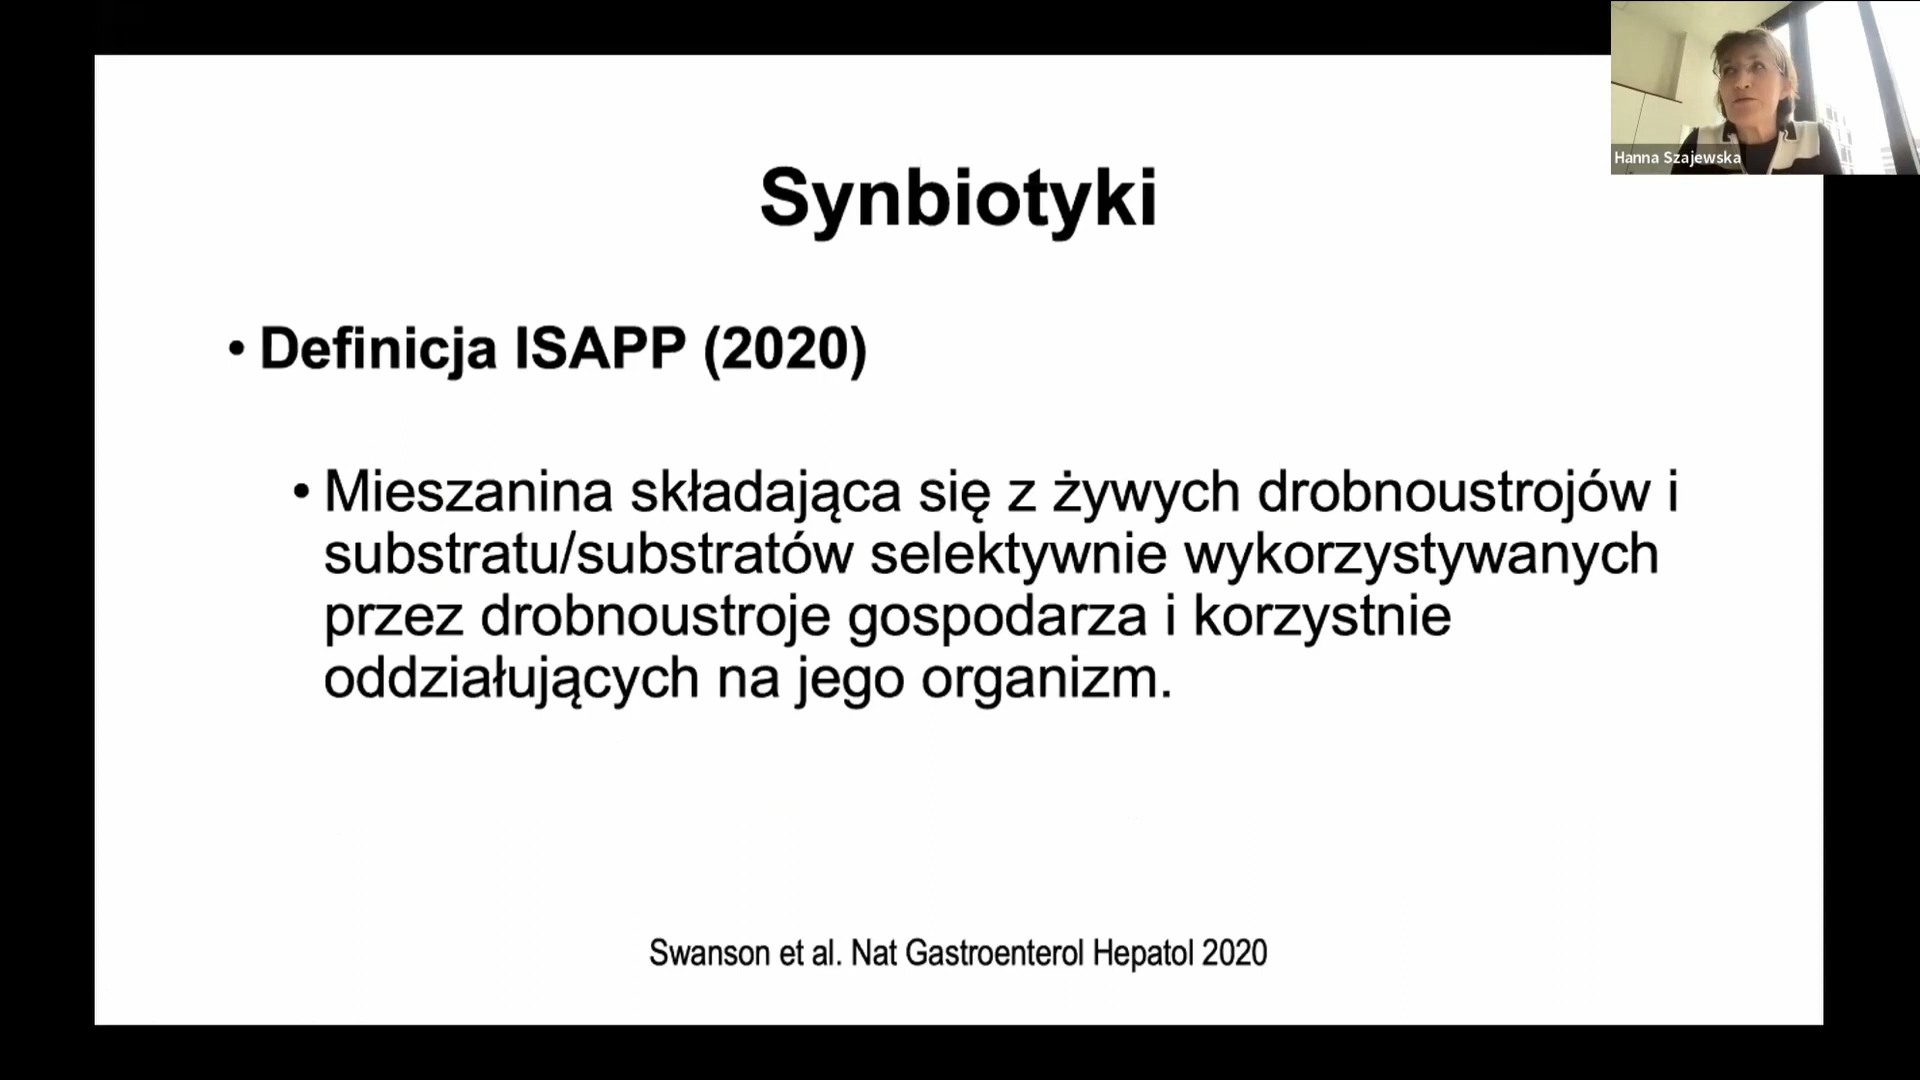 Hanna Szajewska
Synbiotyki
• Definicja ISAPP (2020)
• Mieszanina składająca się z żywych drobnoustrojów i
substratu/substratów selektywnie wykorzystywanych
przez drobnoustroje gospodarza i korzystnie
oddziałujących na jego organizm.
Swanson et al. Nat Gastroenterol Hepatol 2020